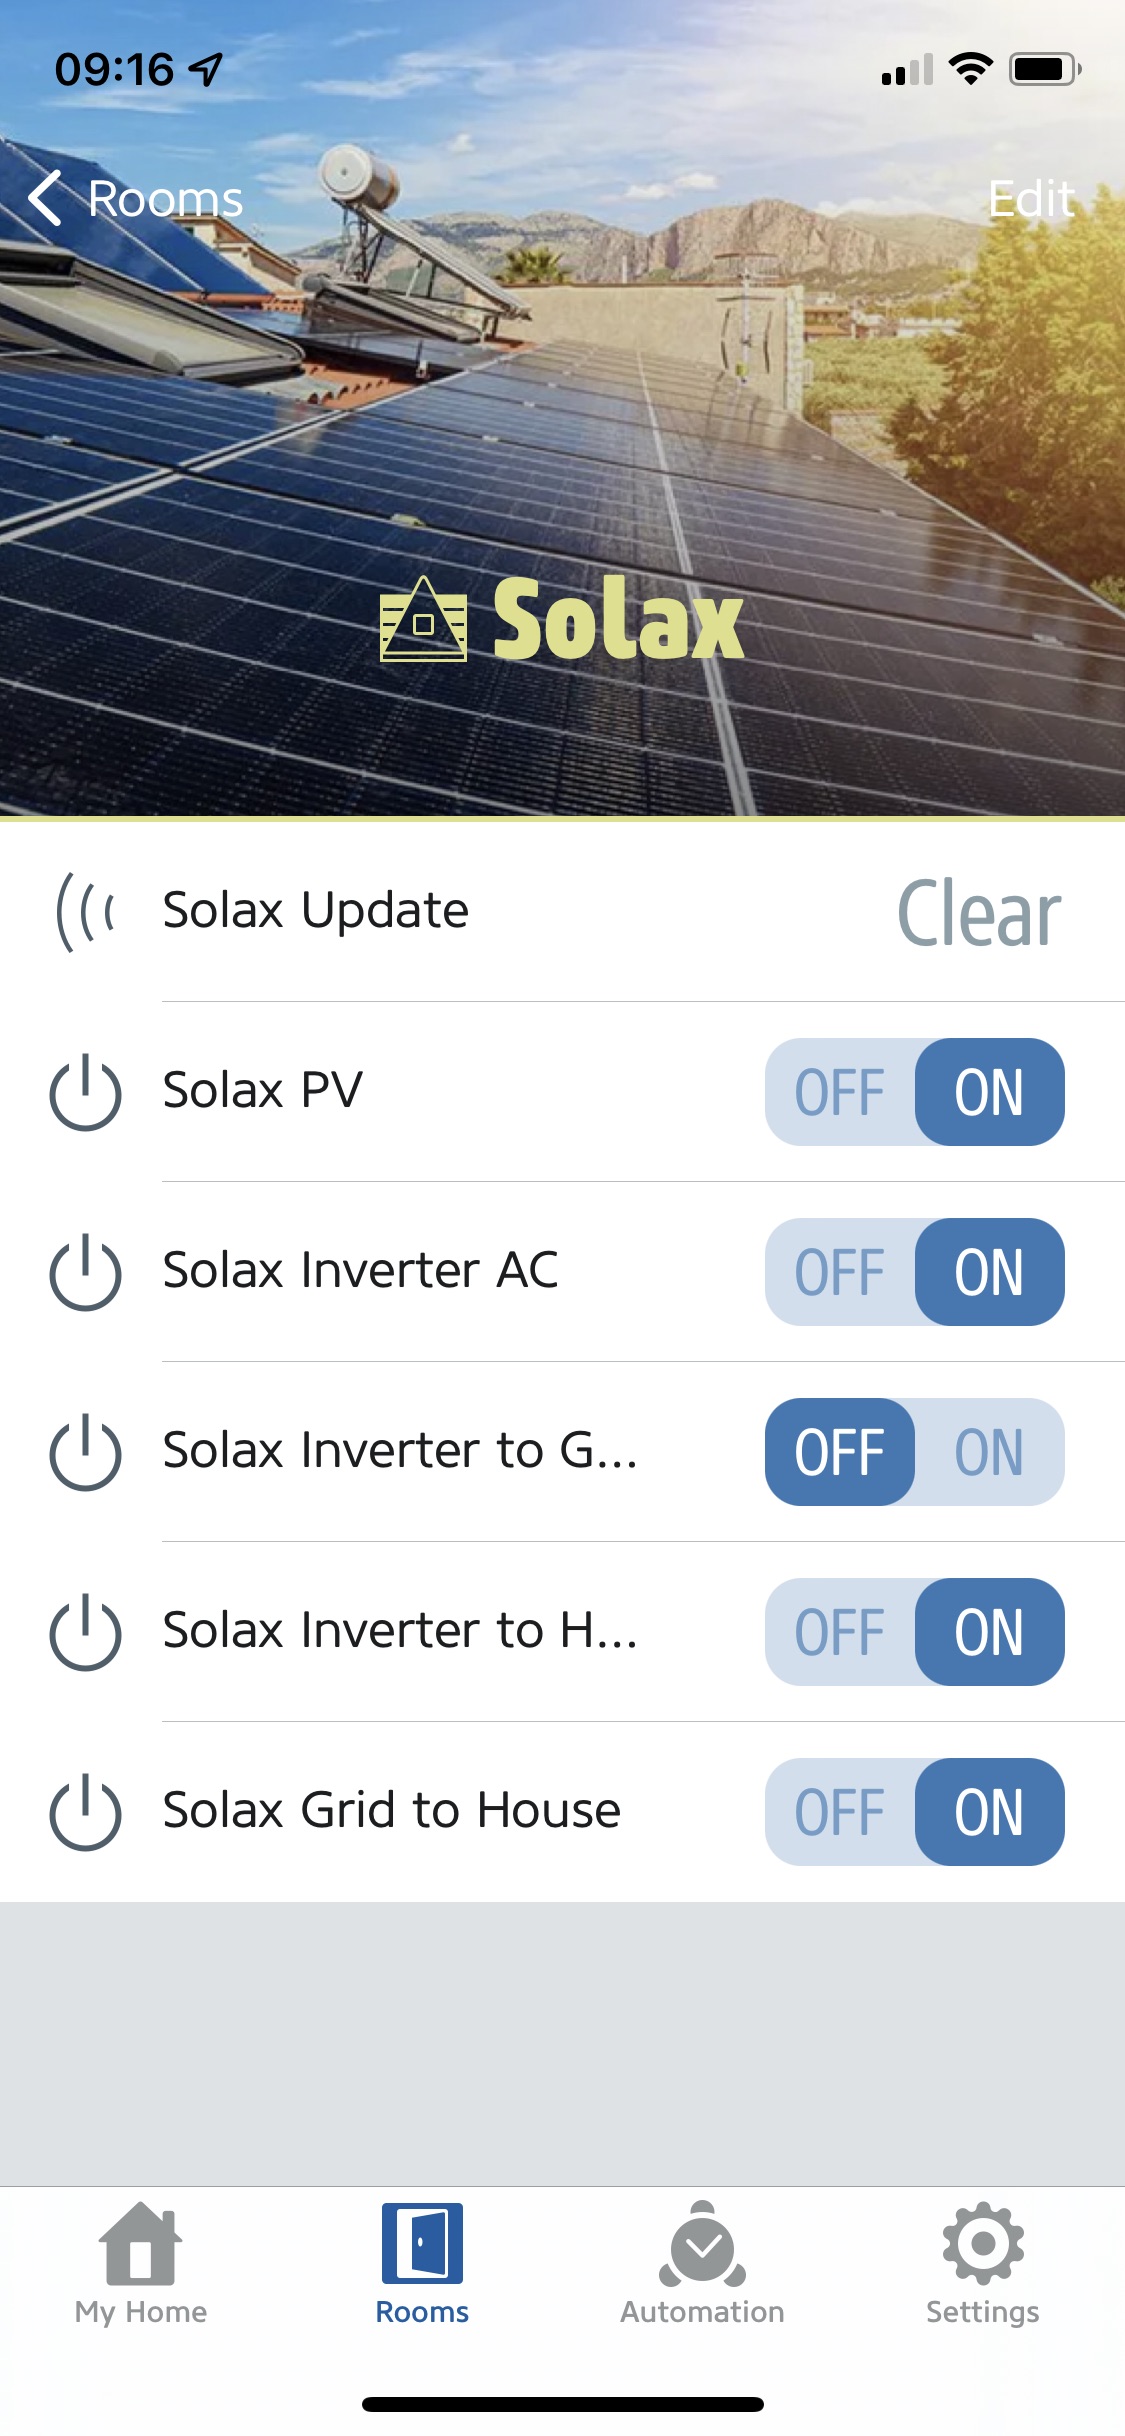 09:16
Rooms
Edit
Solax
Solax Update
Clear
Solax PV
OFF ON
Solax Inverter AC
OFF ON
Solax Inverter to G...
OFF ON
Solax Inverter to H...
OFF ON
Solax Grid to House
OFF ON
My Home
Rooms
Automation
Settings